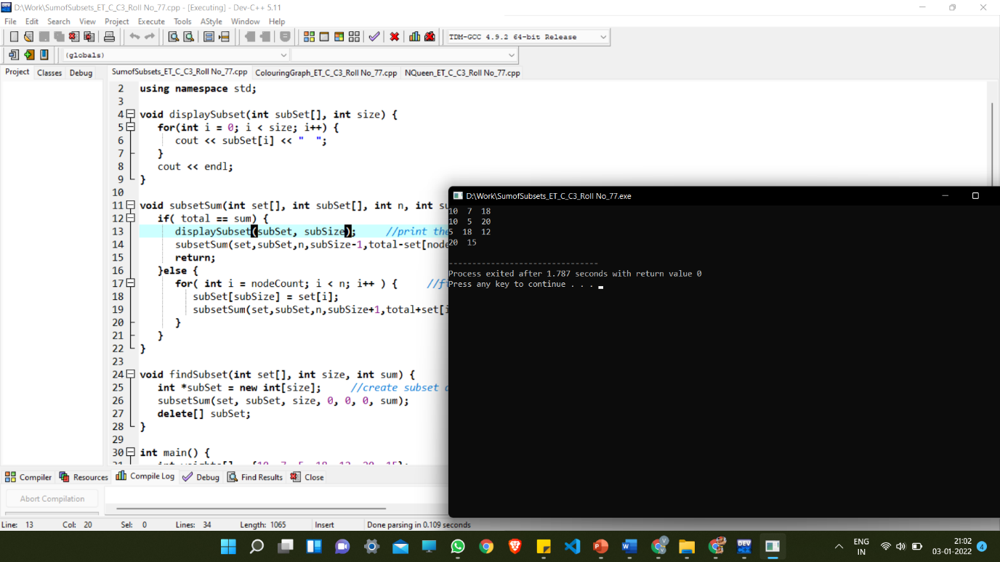 D:\Work\SumofSubsets_ET_C_C3_Roll No_77.cpp - [Executing] - Dev-C++ 5.11
File Edit Search View Project Execute Tools AStyle Window Help
TDM-GCC 4.9.2 64-bit Release
(globals)
Project Classes Debug
SumofSubsets_ET_C_C3_Roll No_77.cpp ColouringGraph_ET_C_C3_Roll No_77.cpp NQueen_ET_C_C3_Roll No_77.cpp
2 using namespace std;
3
4 void displaySubset(int subSet[], int size) {
5 for(int i = 0; i < size; i++) {
6 cout << subSet[i] << "  ";
7 }
8 cout << endl;
9 }
10
11 void subsetSum(int set[], int subSet[], int n, int su
12 if( total == sum) {
13 displaySubset(subSet, subSize); //print the
14 subsetSum(set,subSet,n,subSize-1,total-set[node
15 return;
16 }else {
17 for( int i = nodeCount; i < n; i++ ) { //f
18 subSet[subSize] = set[i];
19 subsetSum(set,subSet,n,subSize+1,total+set[i
20 }
21 }
22 }
23
24 void findSubset(int set[], int size, int sum) {
25 int *subSet = new int[size]; //create subset
26 subsetSum(set, subSet, size, 0, 0, 0, sum);
27 delete[] subSet;
28 }
29
30 int main() {
D:\Work\SumofSubsets_ET_C_C3_Roll No_77.exe
10 7 18
10 5 20
5 18 12
20 15
--------------------------------
Process exited after 1.787 seconds with return value 0
Press any key to continue . . .
Compiler Resources Compile Log Debug Find Results Close
Abort Compilation
Line: 13 Col: 20 Sel: 0 Lines: 34 Length: 1065 Insert Done parsing in 0.109 seconds
ENG
IN
21:02
03-01-2022
4